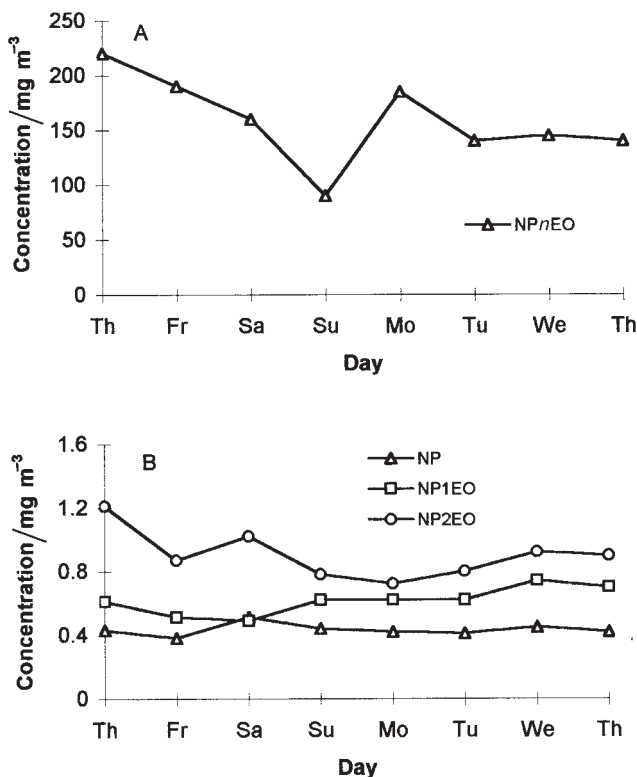 A
Concentration/mg m⁻³
250
200
150
100
50
0
NPnEO
Th Fr Sa Su Mo Tu We Th
Day
B
Concentration/mg m⁻³
1.6
1.2
0.8
0.4
0
NP
NP1EO
NP2EO
Th Fr Sa Su Mo Tu We Th
Day